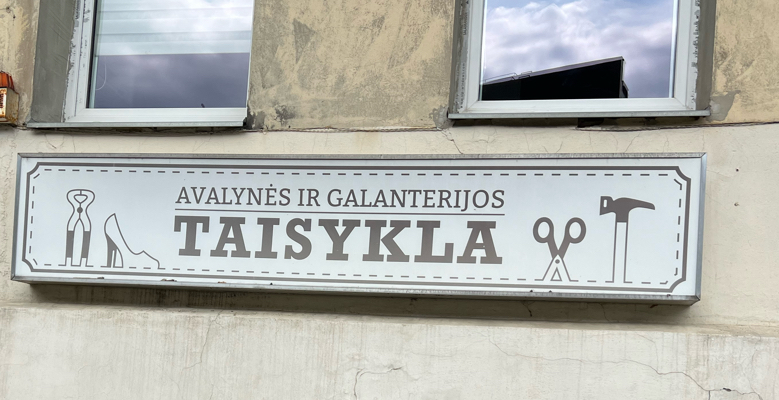 AVALYNĖS IR GALANTERIJOS
TAISYKLA